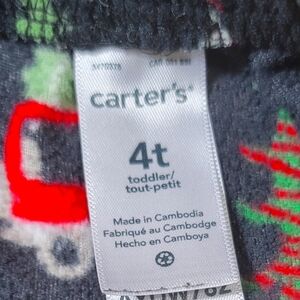 carter's®
4t
toddler/
tout-petit
Made in Cambodia
Fabriqué au Cambodge
Hecho en Camboya